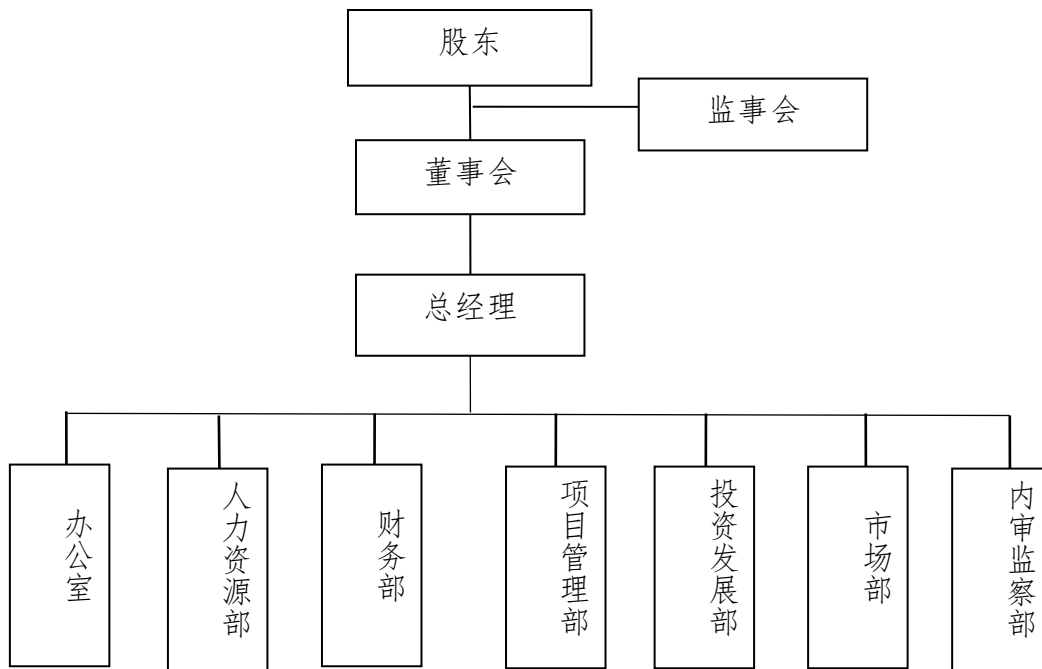 股东
监事会
董事会
总经理
办公室
人力资源部
财务部
项目管理部
投资发展部
市场部
内审监察部